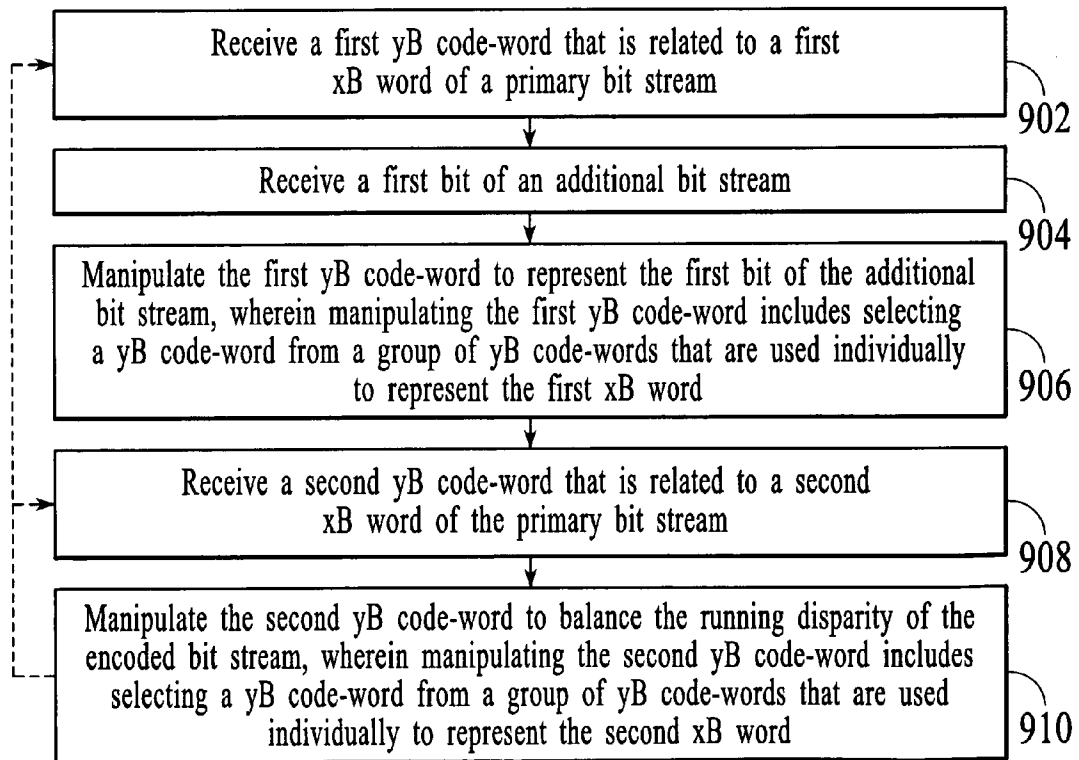 Receive a first yB code-word that is related to a first
xB word of a primary bit stream
902
Receive a first bit of an additional bit stream
904
Manipulate the first yB code-word to represent the first bit of the additional
bit stream, wherein manipulating the first yB code-word includes selecting
a yB code-word from a group of yB code-words that are used individually
to represent the first xB word
906
Receive a second yB code-word that is related to a second
xB word of the primary bit stream
908
Manipulate the second yB code-word to balance the running disparity of the
encoded bit stream, wherein manipulating the second yB code-word includes
selecting a yB code-word from a group of yB code-words that are used
individually to represent the second xB word
910